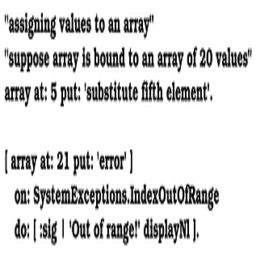 "assigning values to an array"
"suppose array is bound to an array of 20 values"
array at: 5 put: 'substitute fifth element'.
[ array at: 21 put: 'error' ]
on: SystemExceptions.IndexOutOfRange
do: [ :sig | 'Out of range!' displayNl ].